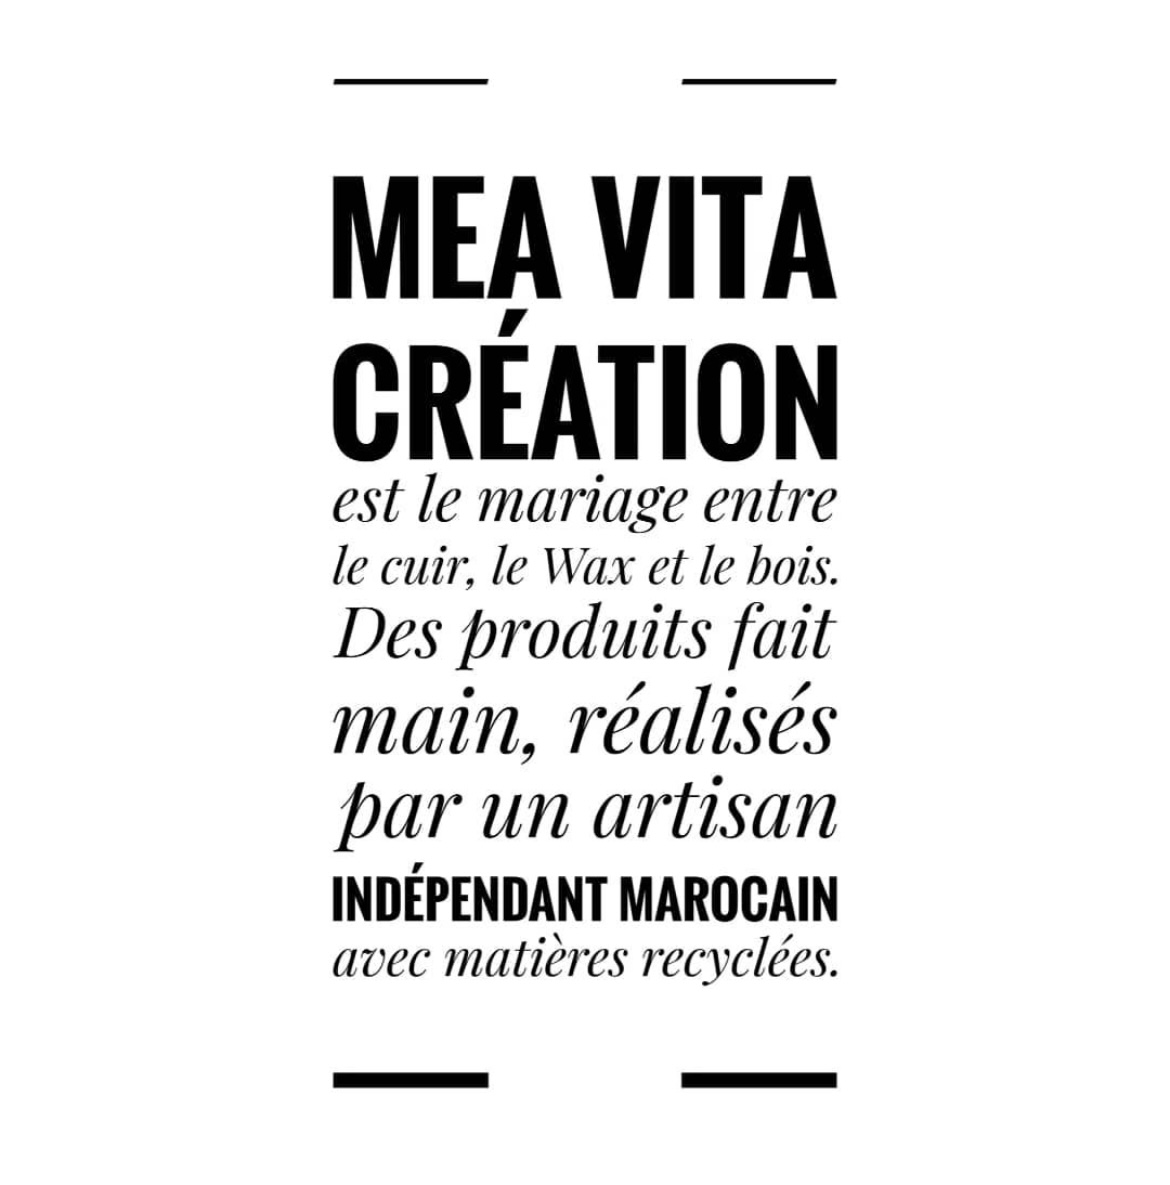 MEA VITA
CRÉATION
est le mariage entre
le cuir, le Wax et le bois.
Des produits fait
main, réalisés
par un artisan
INDÉPENDANT MAROCAIN
avec matières recyclées.